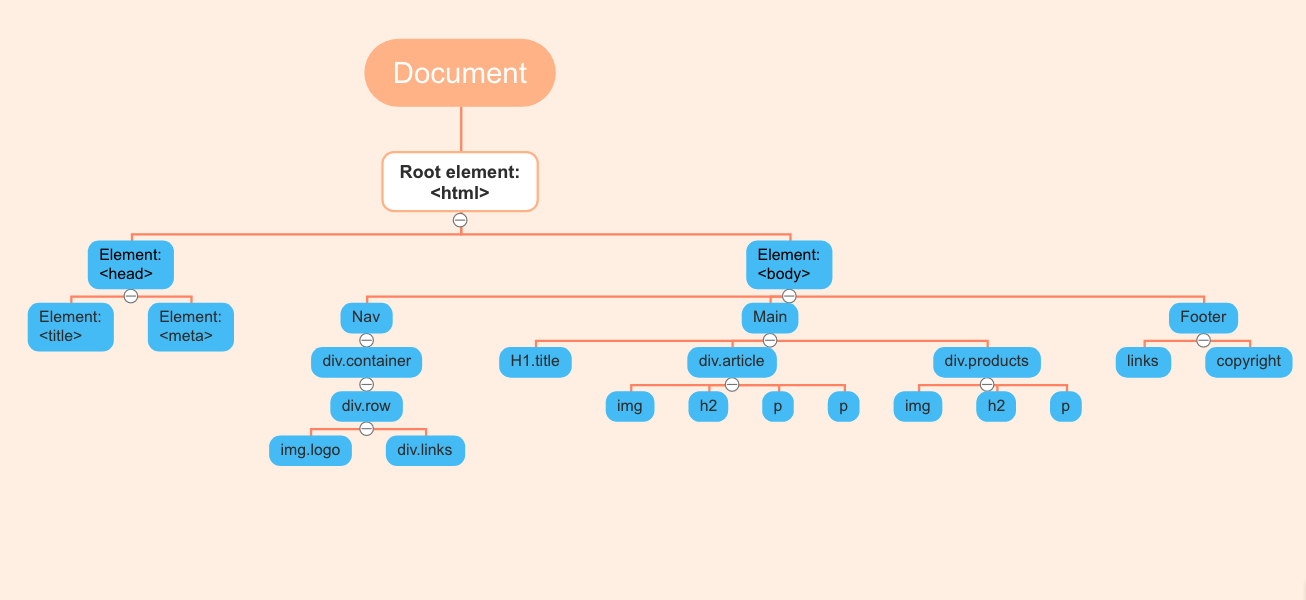 Document
Root element:
<html>
Element:
<head>
Element:
<body>
Element:
<title>
Element:
<meta>
Nav
Main
Footer
div.container
H1.title
div.article
div.products
links
copyright
div.row
img
h2
p
p
img
h2
p
img.logo
div.links